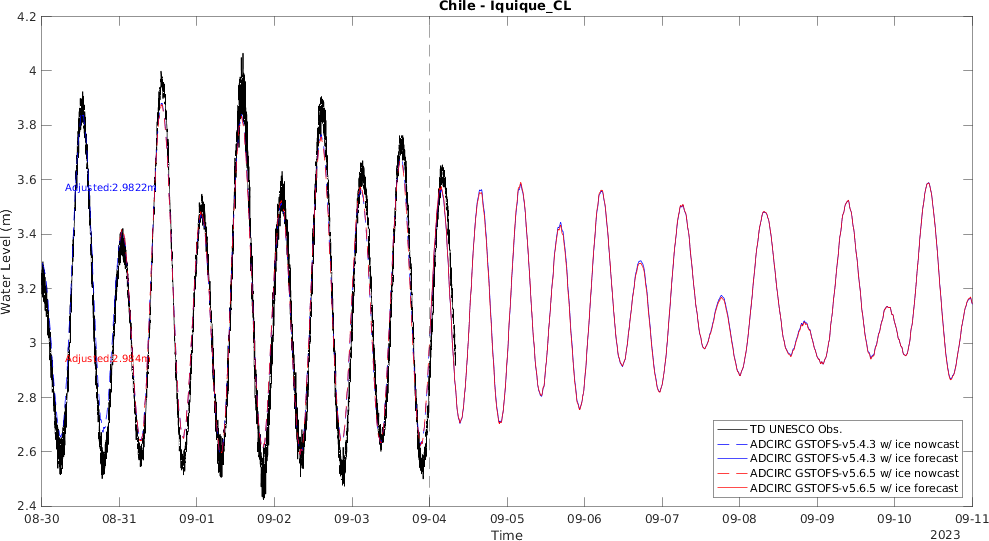 Chile - Iquique_CL
Water Level (m)
4.2
4
3.8
3.6
3.4
3.2
3
2.8
2.6
2.4
Adjusted:2.9822m
Adjusted:2.984m
TD UNESCO Obs.
ADCIRC GSTOFS-v5.4.3 w/ ice nowcast
ADCIRC GSTOFS-v5.4.3 w/ ice forecast
ADCIRC GSTOFS-v5.6.5 w/ ice nowcast
ADCIRC GSTOFS-v5.6.5 w/ ice forecast
08-30 08-31 09-01 09-02 09-03 09-04 09-05 09-06 09-07 09-08 09-09 09-10 09-11
Time
2023